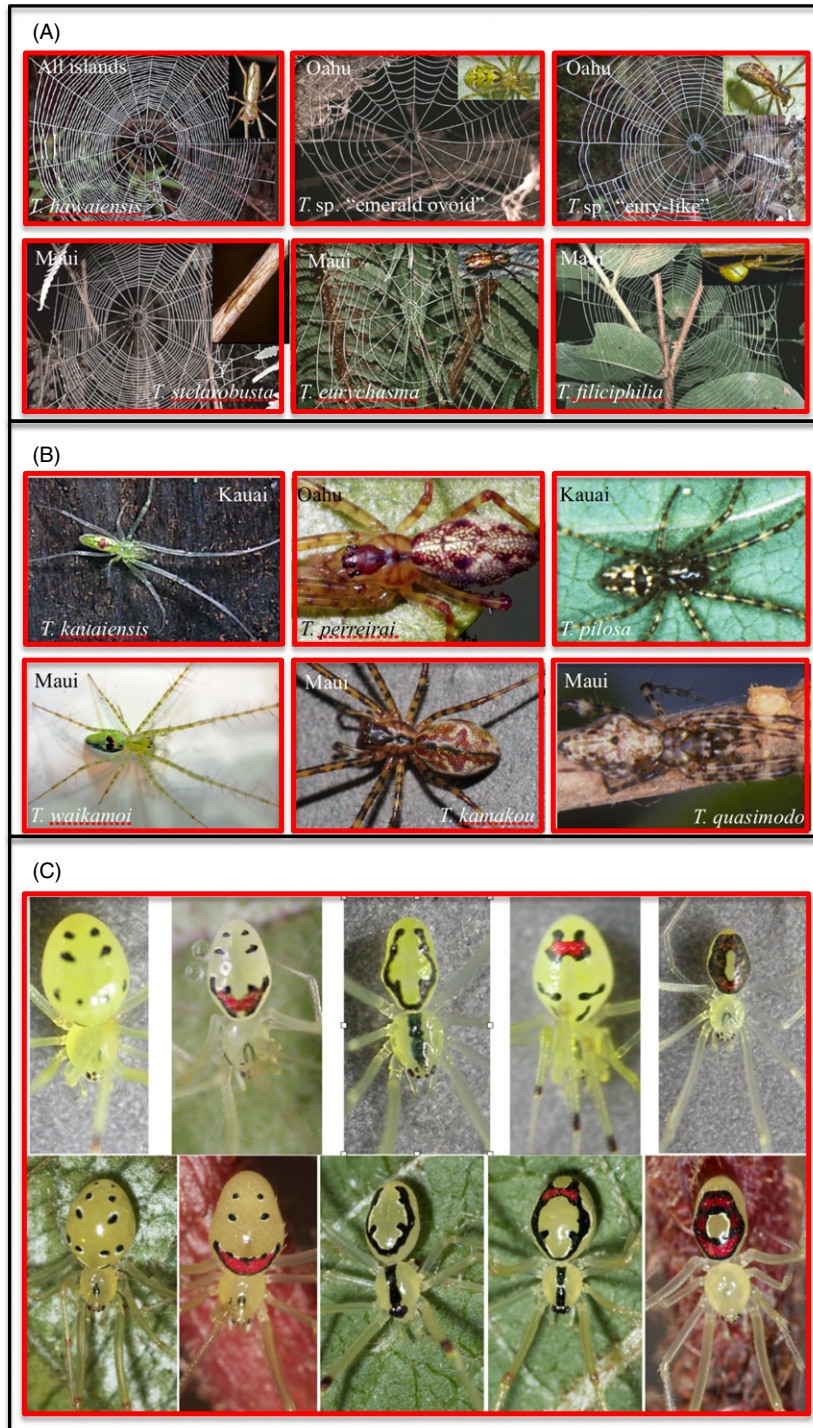 (A)
All islands
T. hawaiensis
Oahu
T. sp. “emerald ovoid”
Oahu
T. sp. “eury-like”
Maui
T. stelarobusta
Maui
T. eurychasma
Maui
T. filiciphilia
(B)
Kauai
T. kauaiensis
Oahu
T. perreirai
Kauai
T. pilosa
Maui
T. waikamoi
Maui
T. kamakou
Maui
T. quasimodo
(C)